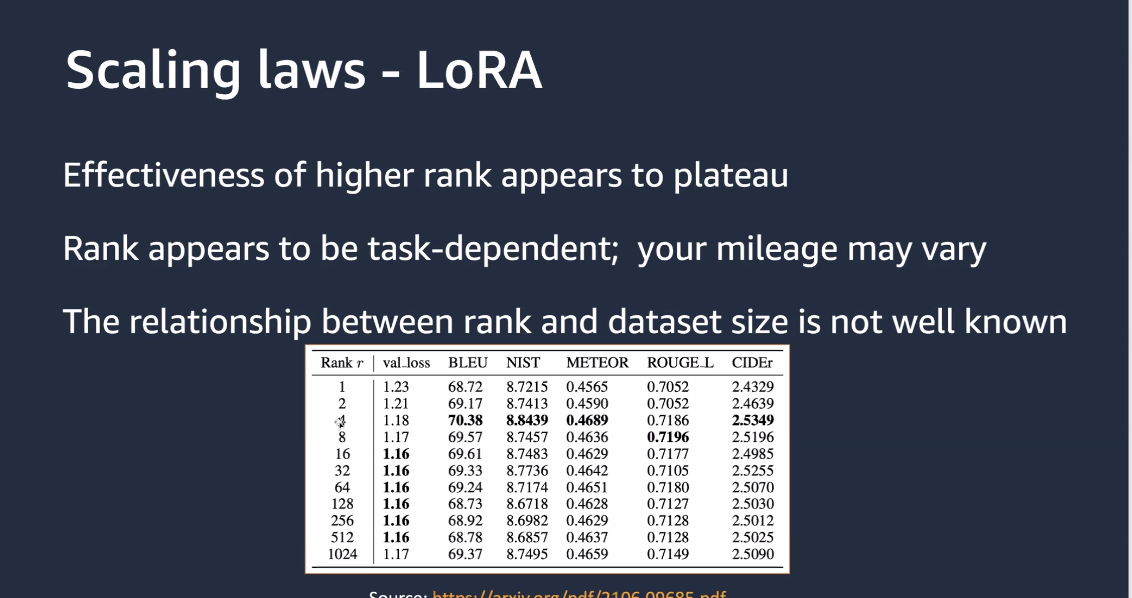 Scaling laws - LoRA
Effectiveness of higher rank appears to plateau
Rank appears to be task-dependent; your mileage may vary
The relationship between rank and dataset size is not well known
Rank r val_loss BLEU NIST METEOR ROUGE_L CIDEr
1 1.23 68.72 8.7215 0.4565 0.7052 2.4329
2 1.21 69.17 8.7413 0.4590 0.7052 2.4639
4 1.18 70.38 8.8439 0.4689 0.7186 2.5349
8 1.17 69.57 8.7457 0.4636 0.7196 2.5196
16 1.16 69.61 8.7483 0.4629 0.7177 2.4985
32 1.16 69.33 8.7736 0.4642 0.7105 2.5255
64 1.16 69.24 8.7174 0.4651 0.7180 2.5070
128 1.16 68.73 8.6718 0.4628 0.7127 2.5030
256 1.16 68.92 8.6982 0.4629 0.7128 2.5012
512 1.16 68.78 8.6857 0.4637 0.7128 2.5025
1024 1.17 69.37 8.7495 0.4659 0.7149 2.5090
Source: https://arxiv.org/pdf/2106.09685.pdf